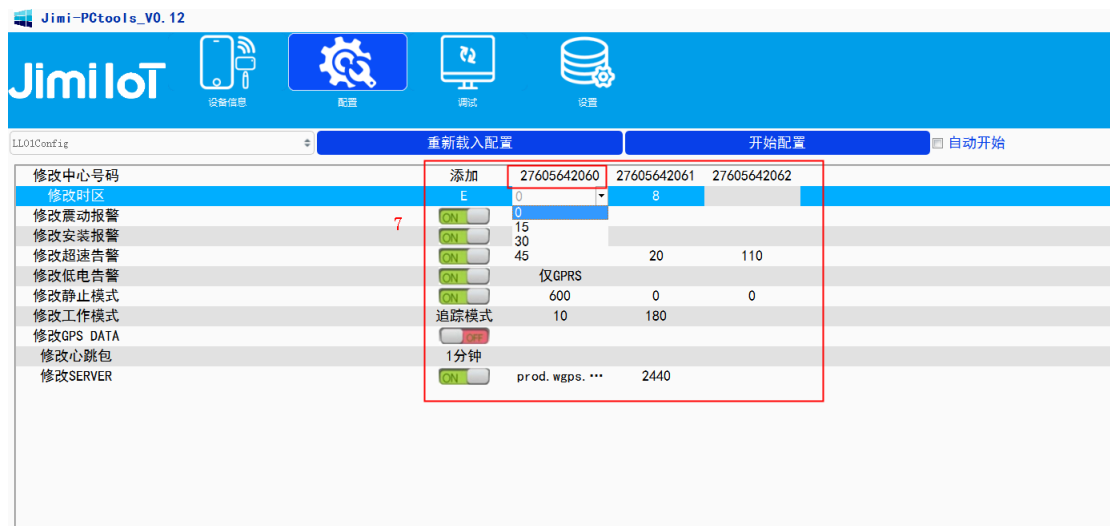 Jimi-PCtools_V0.12
JimiIoT
设备信息
配置
调试
设置
LL01Config
重新载入配置
开始配置
自动开始
修改中心号码 添加 27605642060 27605642061 27605642062
修改时区 E 0 8
0
15
30
45
修改震动报警 ON
7
修改安装报警 ON
修改超速告警 ON 20 110
修改低电告警 ON 仅GPRS
修改静止模式 ON 600 0 0
修改工作模式 追踪模式 10 180
修改GPS DATA OFF
修改心跳包 1分钟
修改SERVER ON prod.wgps.… 2440